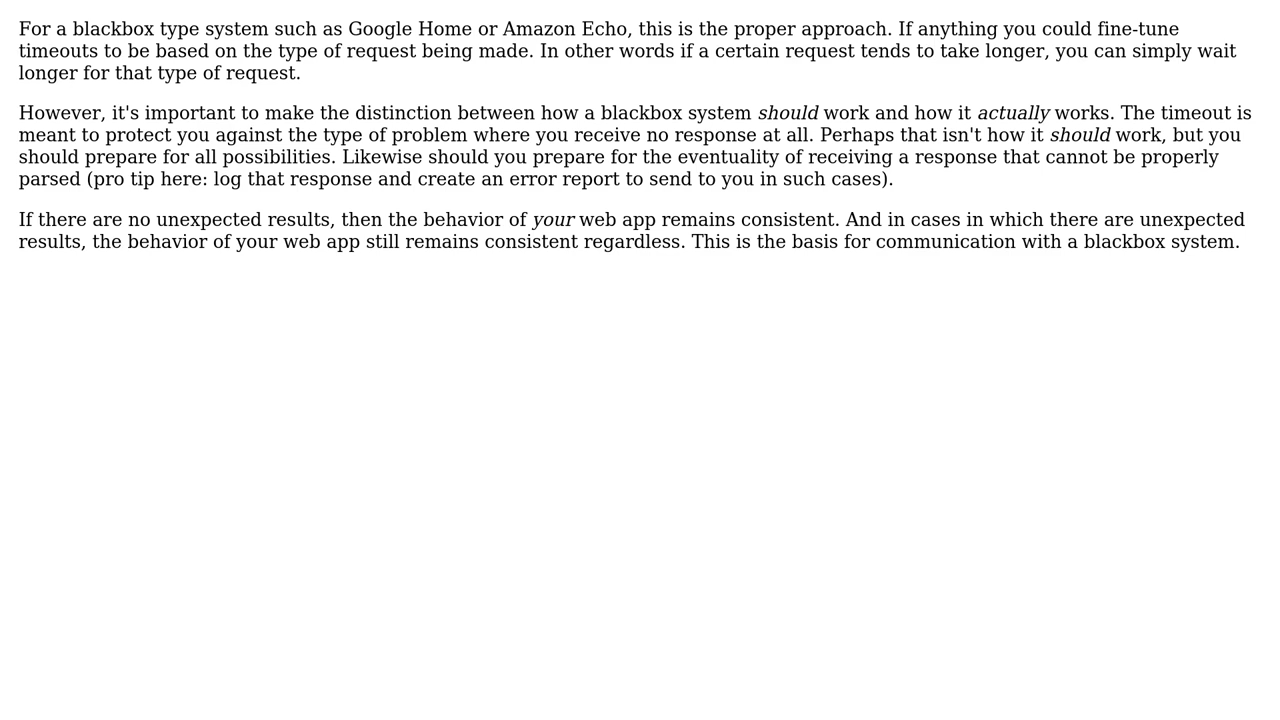 For a blackbox type system such as Google Home or Amazon Echo, this is the proper approach. If anything you could fine-tune
timeouts to be based on the type of request being made. In other words if a certain request tends to take longer, you can simply wait
longer for that type of request.
However, it's important to make the distinction between how a blackbox system should work and how it actually works. The timeout is
meant to protect you against the type of problem where you receive no response at all. Perhaps that isn't how it should work, but you
should prepare for all possibilities. Likewise should you prepare for the eventuality of receiving a response that cannot be properly
parsed (pro tip here: log that response and create an error report to send to you in such cases).
If there are no unexpected results, then the behavior of your web app remains consistent. And in cases in which there are unexpected
results, the behavior of your web app still remains consistent regardless. This is the basis for communication with a blackbox system.